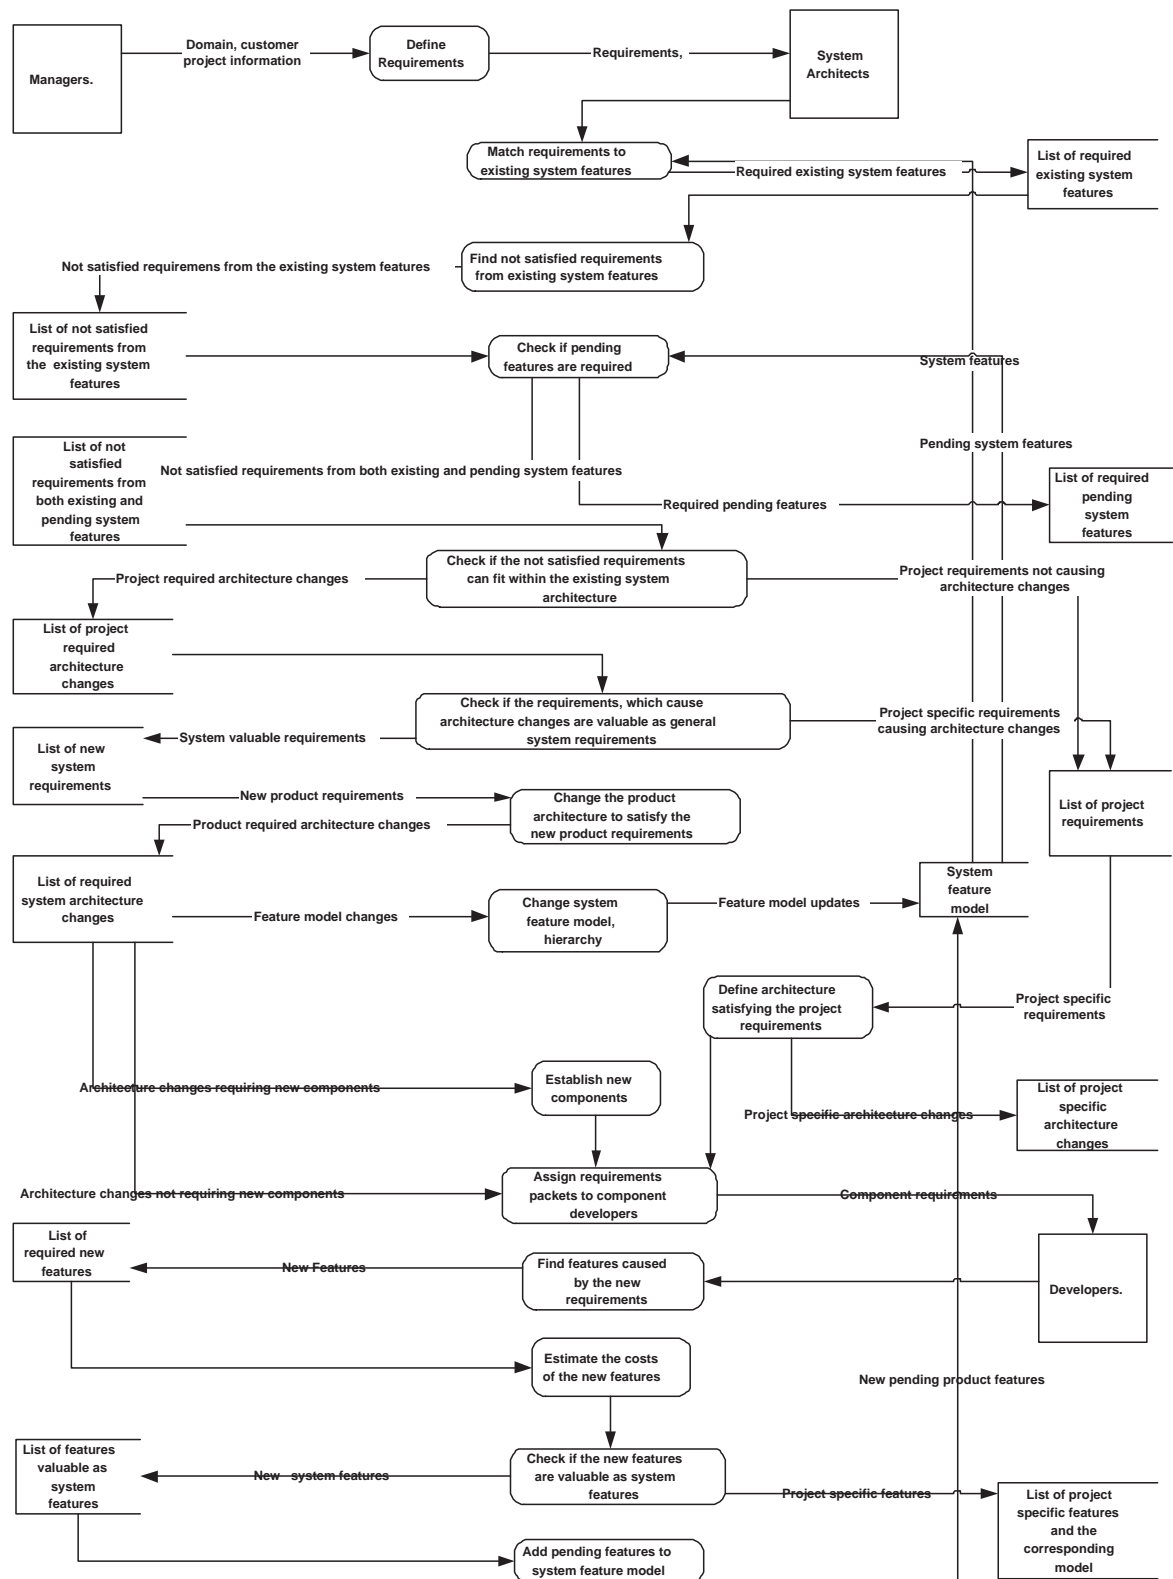 Managers.
Domain, customer
project information
Define
Requirements
Requirements,
System
Architects
Match requirements to
existing system features
Required existing system features
List of required
existing system
features
Find not satisfied requirements
from existing system features
Not satisfied requiremens from the existing system features
List of not satisfied
requirements from
the existing system
features
Check if pending
features are required
System features
List of not
satisfied
requirements from
both existing and
pending system
features
Not satisfied requirements from both existing and pending system features
Pending system features
Required pending features
List of required
pending
system
features
Check if the not satisfied requirements
can fit within the existing system
architecture
Project required architecture changes
Project requirements not causing
architecture changes
List of project
required
architecture
changes
Check if the requirements, which cause
architecture changes are valuable as general
system requirements
Project specific requirements
causing architecture changes
System valuable requirements
List of new
system
requirements
New product requirements
Change the product
architecture to satisfy the
new product requirements
List of project
requirements
Product required architecture changes
List of required
system architecture
changes
Feature model changes
Change system
feature model,
hierarchy
Feature model updates
System
feature
model
Define architecture
satisfying the project
requirements
Project specific
requirements
Architecture changes requiring new components
Establish new
components
Project specific architecture changes
List of project
specific
architecture
changes
Architecture changes not requiring new components
Assign requirements
packets to component
developers
Component requirements
List of
required new
features
New Features
Find features caused
by the new
requirements
Developers.
Estimate the costs
of the new features
New pending product features
List of features
valuable as
system
features
New system features
Check if the new features
are valuable as system
features
Project specific features
List of project
specific features
and the
corresponding
model
Add pending features to
system feature model